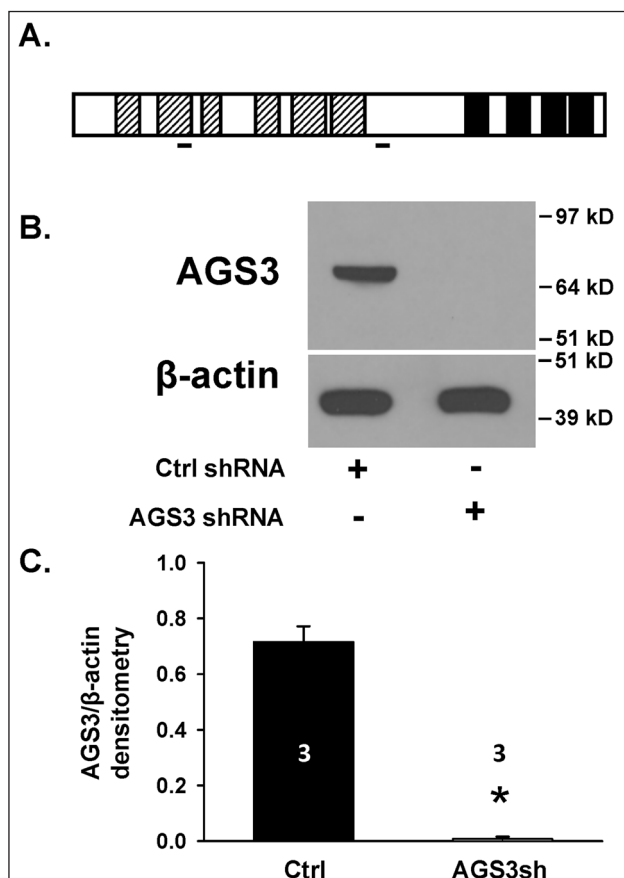 A.
B.
AGS3
–97 kD
–64 kD
–51 kD
β-actin
–51 kD
–39 kD
Ctrl shRNA + -
AGS3 shRNA - +
C.
AGS3/β-actin
densitometry
1.0
0.8
0.6
0.4
0.2
0.0
3
3
*
Ctrl
AGS3sh